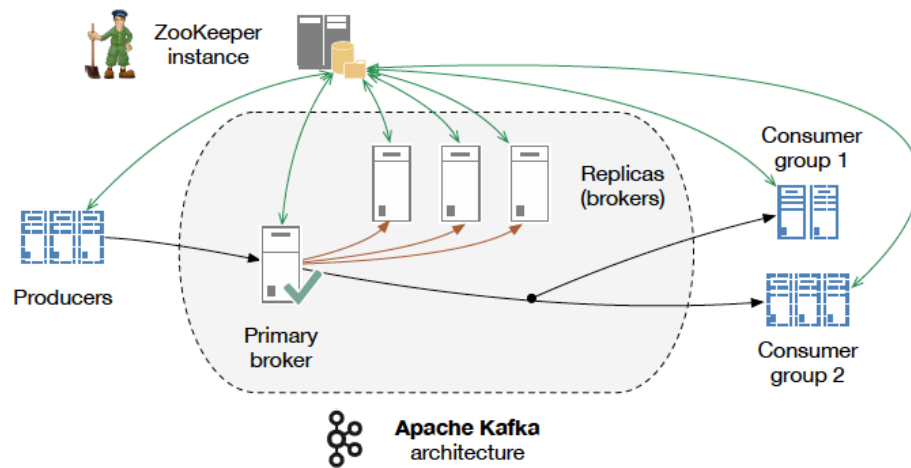 ZooKeeper
instance
Consumer
group 1
Replicas
(brokers)
Producers
Primary
broker
Consumer
group 2
Apache Kafka
architecture